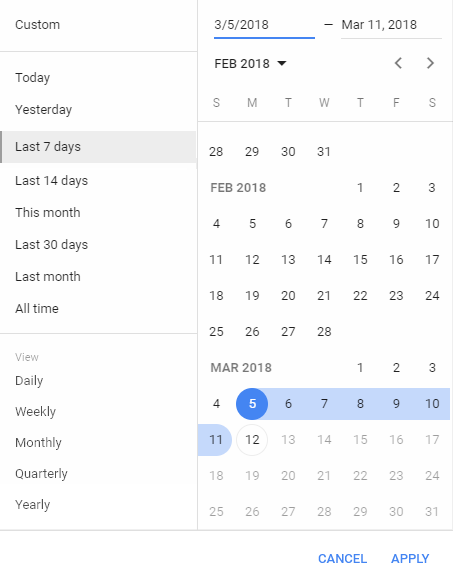 Custom
Today
Yesterday
Last 7 days
Last 14 days
This month
Last 30 days
Last month
All time
View
Daily
Weekly
Monthly
Quarterly
Yearly
3/5/2018 – Mar 11, 2018
FEB 2018
S M T W T F S
28 29 30 31
FEB 2018 1 2 3
4 5 6 7 8 9 10
11 12 13 14 15 16 17
18 19 20 21 22 23 24
25 26 27 28
MAR 2018 1 2 3
4 5 6 7 8 9 10
11 12 13 14 15 16 17
18 19 20 21 22 23 24
25 26 27 28 29 30 31
CANCEL APPLY